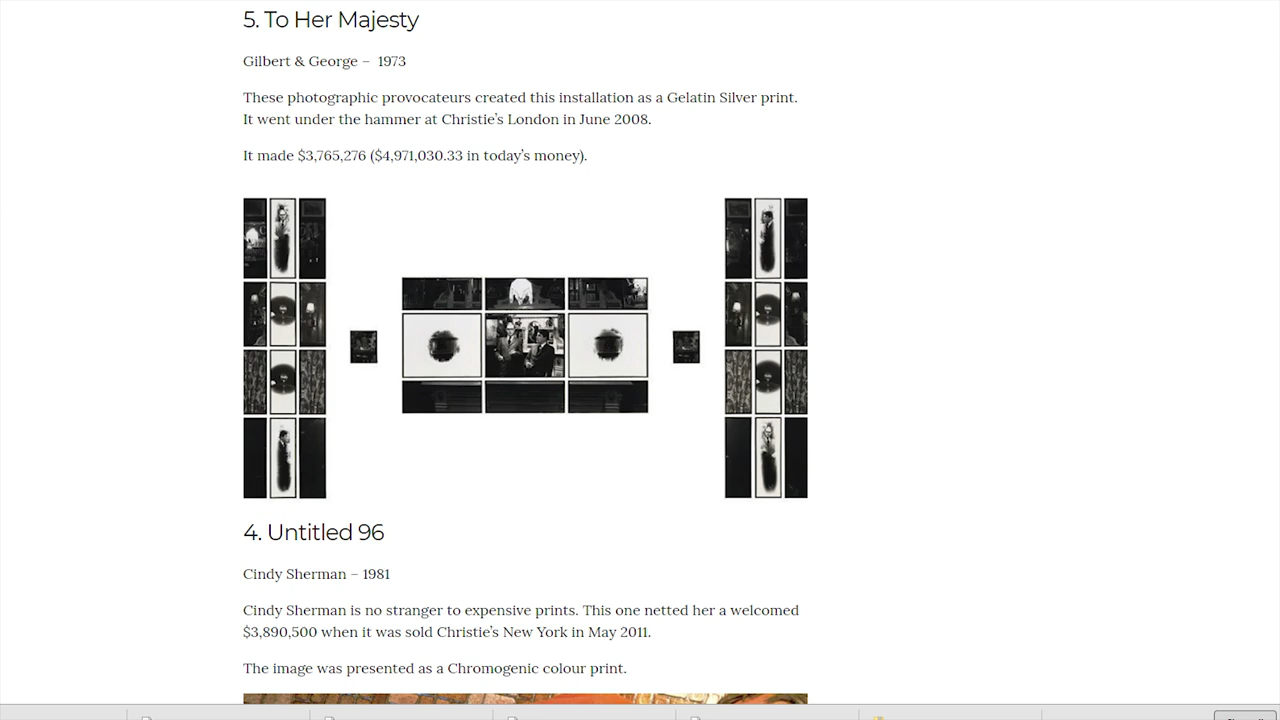 5. To Her Majesty
Gilbert & George – 1973
These photographic provocateurs created this installation as a Gelatin Silver print.
It went under the hammer at Christie’s London in June 2008.
It made $3,765,276 ($4,971,030.33 in today’s money).
4. Untitled 96
Cindy Sherman – 1981
Cindy Sherman is no stranger to expensive prints. This one netted her a welcomed
$3,890,500 when it was sold Christie’s New York in May 2011.
The image was presented as a Chromogenic colour print.